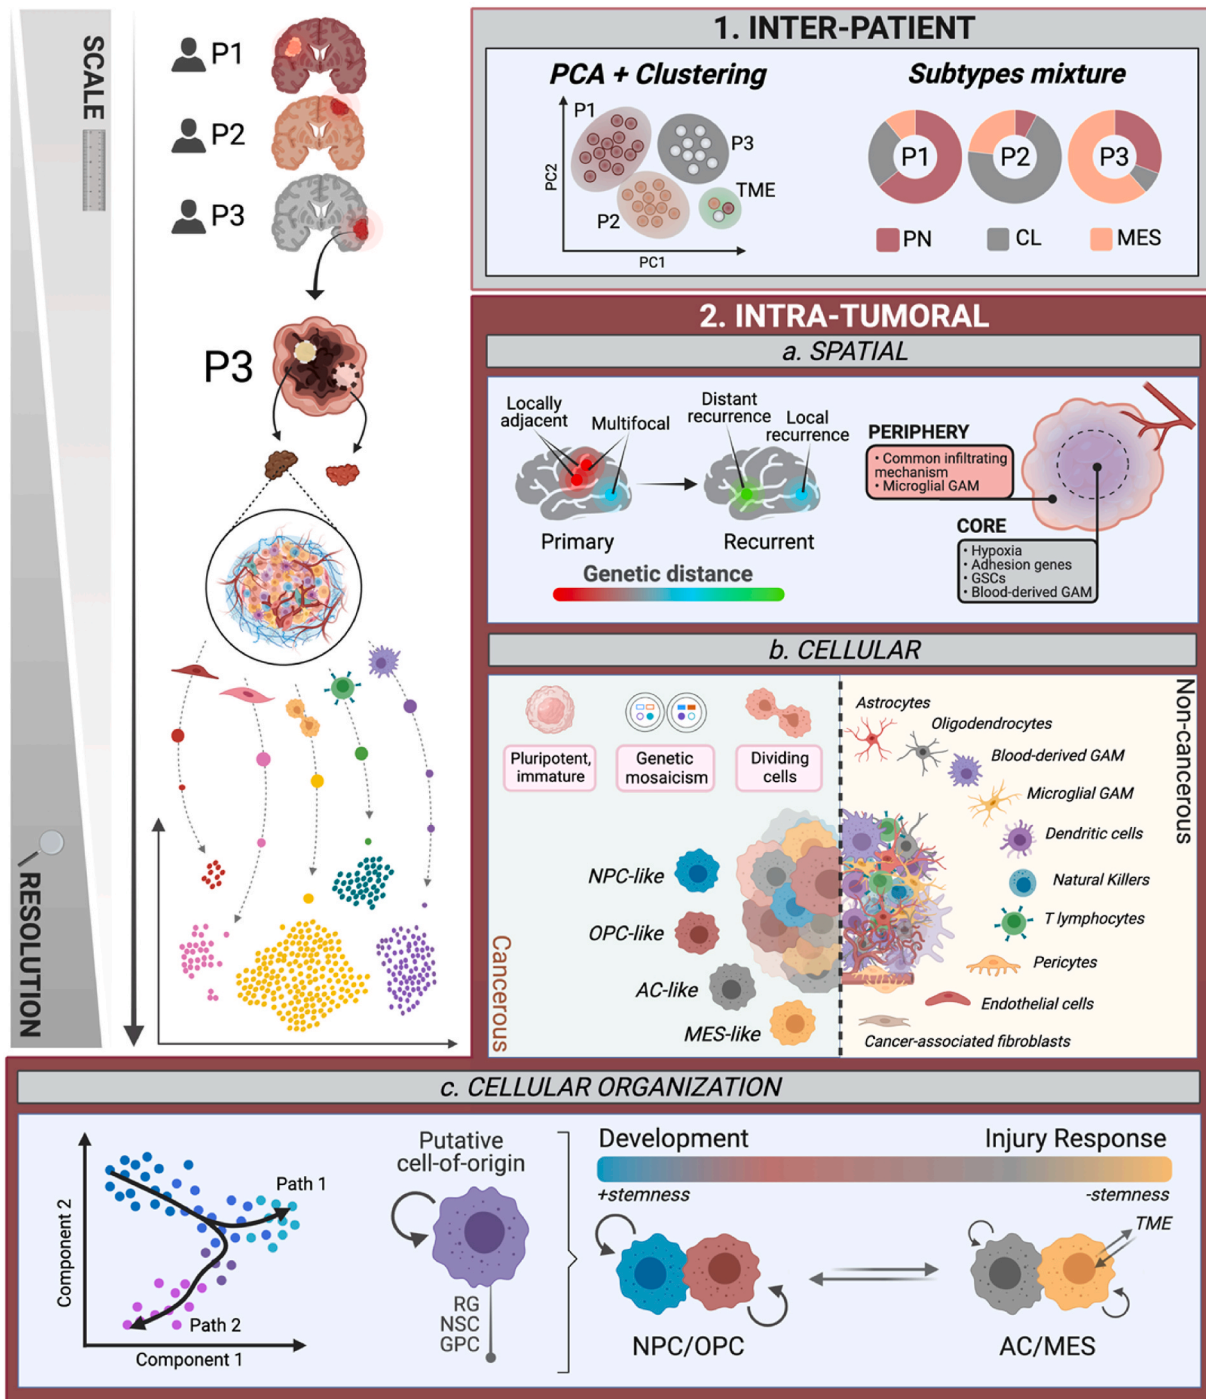 SCALE
RESOLUTION
P1
P2
P3
P3
1. INTER-PATIENT
PCA + Clustering
P1
P3
P2
TME
PC2
PC1
Subtypes mixture
P1
P2
P3
PN
CL
MES
2. INTRA-TUMORAL
a. SPATIAL
Locally
adjacent
Multifocal
Primary
Distant
recurrence
Local
recurrence
Recurrent
Genetic distance
PERIPHERY
• Common infiltrating
mechanism
• Microglial GAM
CORE
• Hypoxia
• Adhesion genes
• GSCs
• Blood-derived GAM
b. CELLULAR
Pluripotent,
immature
Genetic
mosaicism
Dividing
cells
NPC-like
OPC-like
AC-like
MES-like
Cancerous
Non-cancerous
Astrocytes
Oligodendrocytes
Blood-derived GAM
Microglial GAM
Dendritic cells
Natural Killers
T lymphocytes
Pericytes
Endothelial cells
Cancer-associated fibroblasts
c. CELLULAR ORGANIZATION
Component 2
Path 1
Path 2
Component 1
Putative
cell-of-origin
RG
NSC
GPC
Development
Injury Response
+stemness
-stemness
TME
NPC/OPC
AC/MES